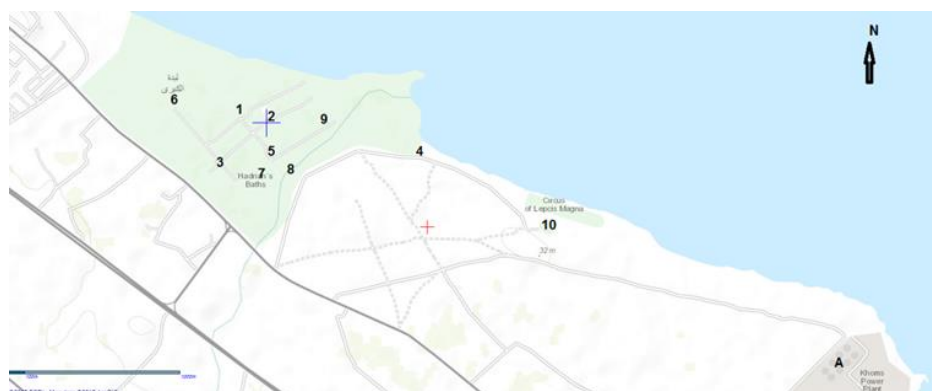 N
لبدة
الكبرى
6
1
2
9
3
5
7
8
Hadrian's
Baths
4
Circus
of Lepcis Magna
10
32m
A
Khoms
Power
Plant